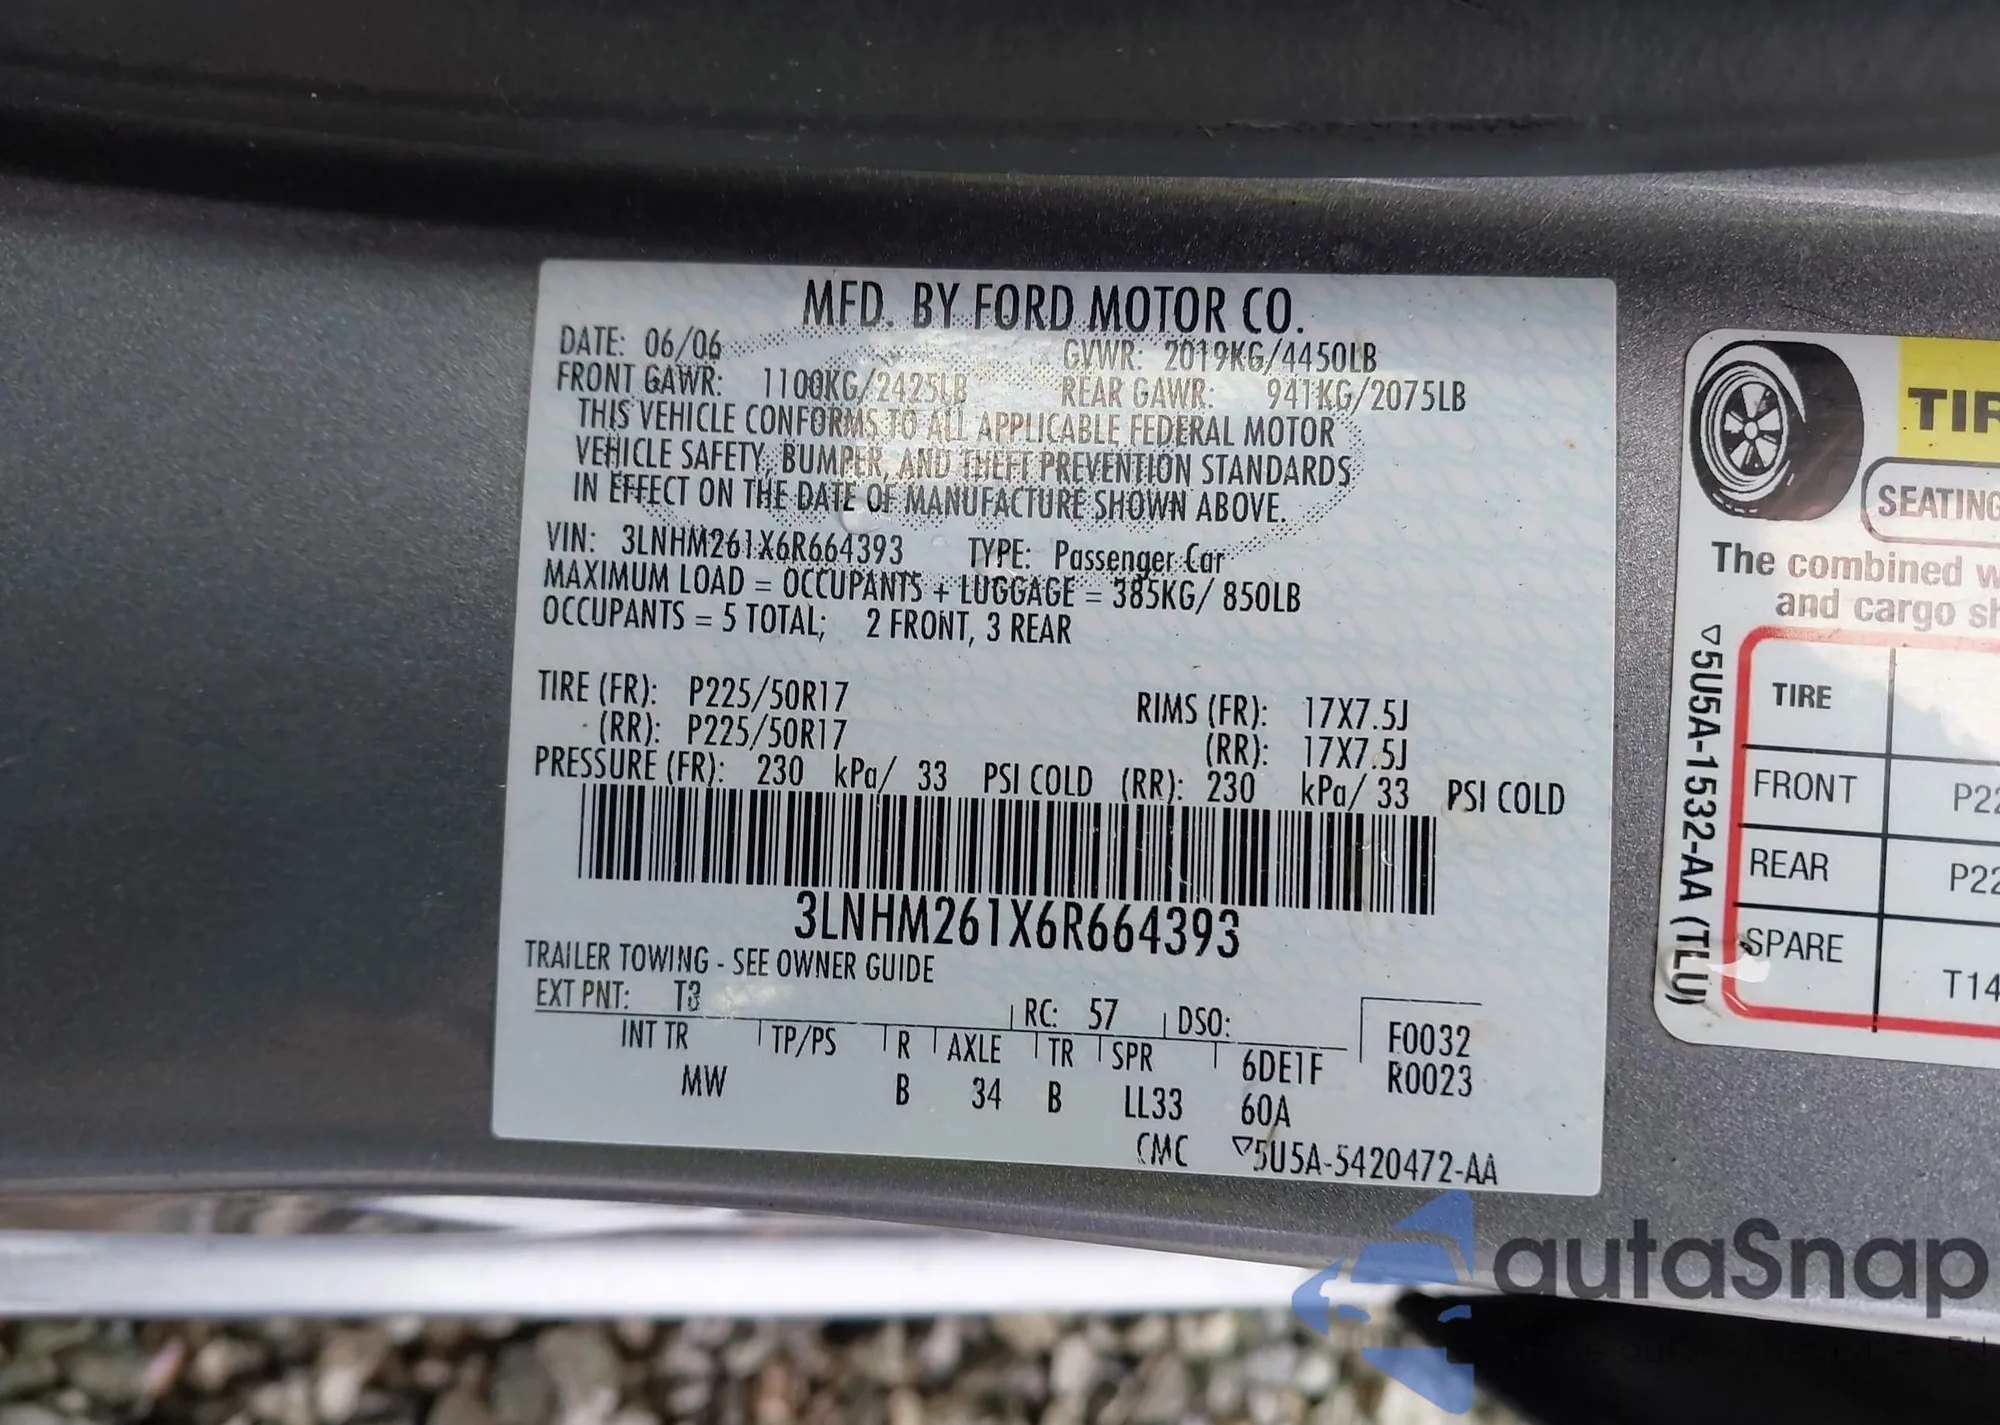 MFD. BY FORD MOTOR CO.
DATE: 06/06 GVWR: 2019KG/4450LB
FRONT GAWR: 1100KG/2425LB REAR GAWR: 941KG/2075LB
THIS VEHICLE CONFORMS TO ALL APPLICABLE FEDERAL MOTOR
VEHICLE SAFETY, BUMPER, AND THEFT PREVENTION STANDARDS
IN EFFECT ON THE DATE OF MANUFACTURE SHOWN ABOVE.
VIN: 3LNHM261X6R664393 TYPE: Passenger Car
MAXIMUM LOAD = OCCUPANTS + LUGGAGE = 385KG/ 850LB
OCCUPANTS = 5 TOTAL; 2 FRONT, 3 REAR
TIRE (FR): P225/50R17 RIMS (FR): 17X7.5J
(RR): P225/50R17 (RR): 17X7.5J
PRESSURE (FR): 230 kPa/ 33 PSI COLD (RR): 230 kPa/ 33 PSI COLD
3LNHM261X6R664393
TRAILER TOWING - SEE OWNER GUIDE
EXT PNT: T3 RC: 57 DSO: F0032
INT TR TP/PS R AXLE TR SPR 6DE1F R0023
MW B 34 B LL33 60A
CMC 5U5A-5420472-AA
TIR
SEATING
The combined w
and cargo sh
TIRE
FRONT P22
REAR P22
SPARE T14
5U5A-1532-AA (TLU)
autaSnap